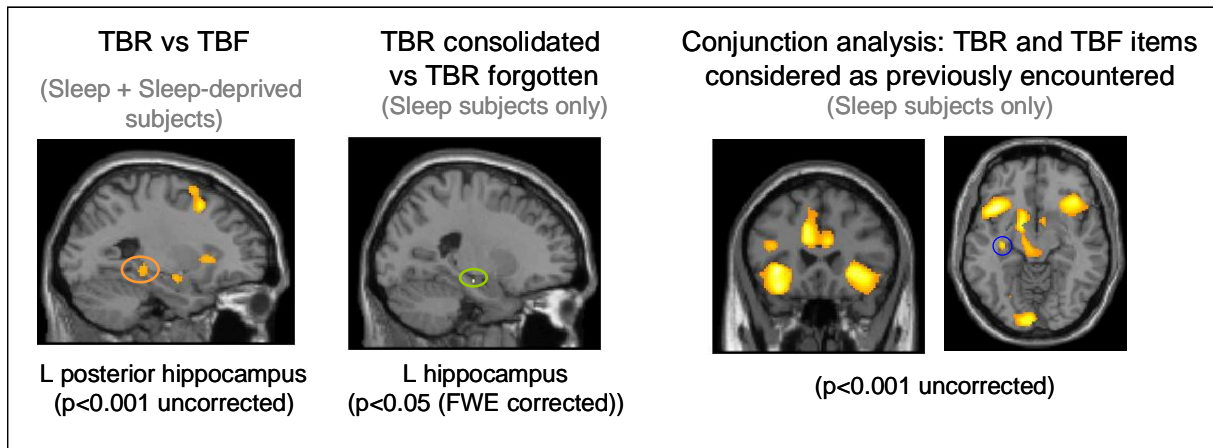 TBR vs TBF
(Sleep + Sleep-deprived
subjects)
L posterior hippocampus
(p<0.001 uncorrected)
TBR consolidated
vs TBR forgotten
(Sleep subjects only)
L hippocampus
(p<0.05 (FWE corrected))
Conjunction analysis: TBR and TBF items
considered as previously encountered
(Sleep subjects only)
(p<0.001 uncorrected)